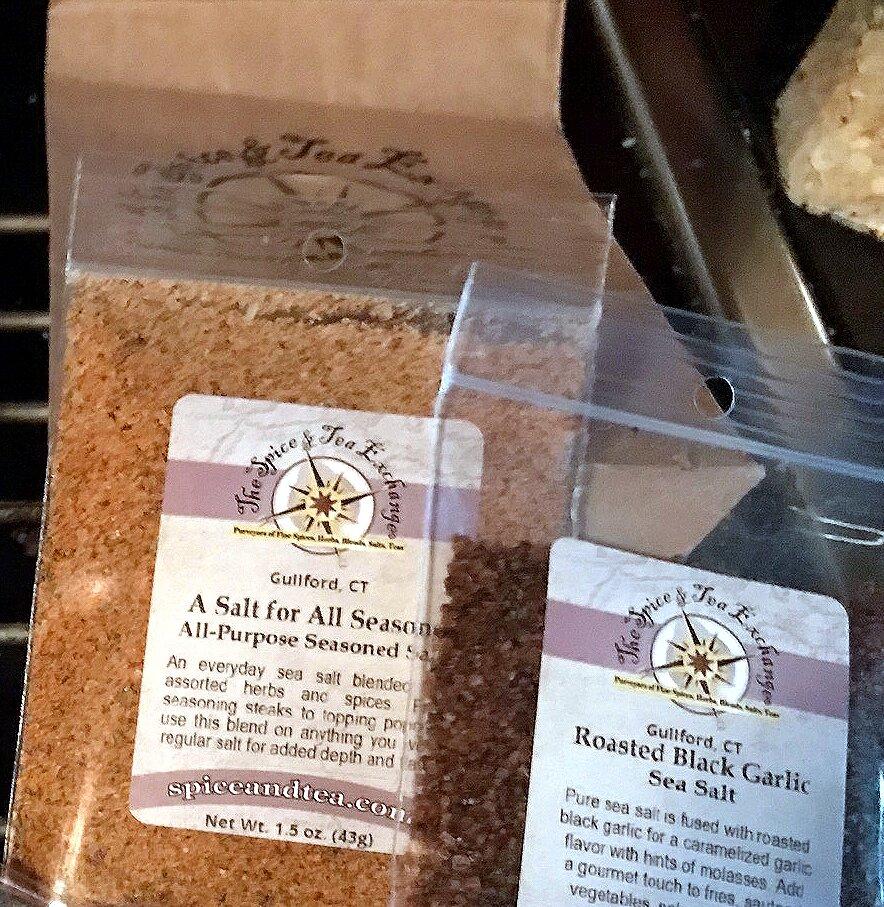 The Spice & Tea Exchange
Purveyors of Fine Spices, Herbs, Blends, Salts, Teas
Guilford, CT
A Salt for All Season
All-Purpose Seasoned Sa
An everyday sea salt blended
assorted herbs and spices
seasoning steaks to topping pop
use this blend on anything you
regular salt for added depth and
spiceandtea.com
Net Wt. 1.5 oz. (43g)
The Spice & Tea Exchange
Purveyors of Fine Spices, Herbs, Blends, Salts, Teas
Guilford, CT
Roasted Black Garlic
Sea Salt
Pure sea salt is fused with roasted
black garlic for a caramelized garlic
flavor with hints of molasses. Add
a gourmet touch to fries, saute
vegetables,